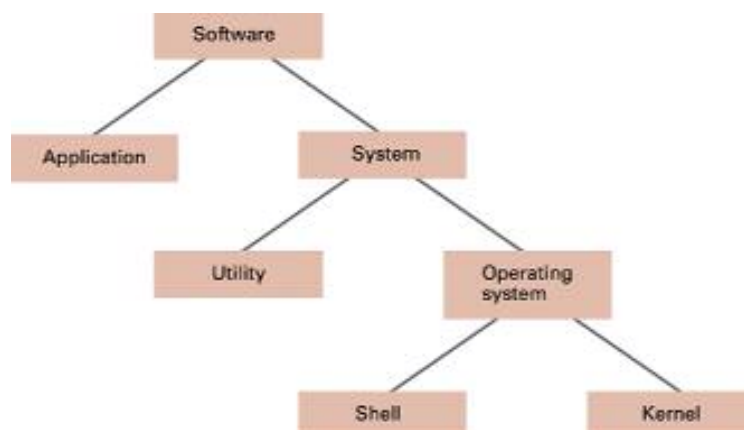 Software
Application
System
Utility
Operating
system
Shell
Kernel